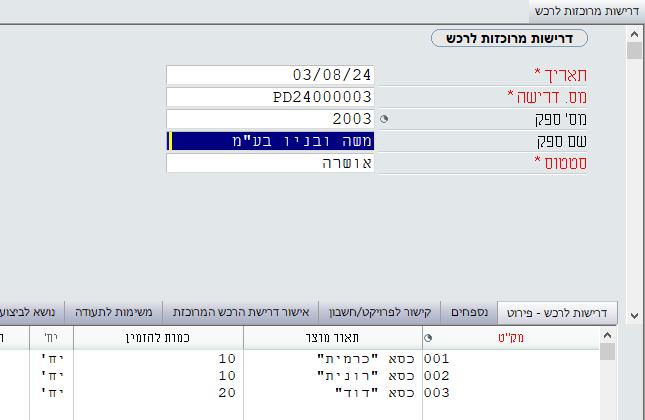 דרישות מרוכזות לרכש
דרישות מרוכזות לרכש
תאריך * 03/08/24
מס. דרישה * PD24000003
מס' ספק 2003
שם ספק משה ובניו בע"מ
סטטוס * אושרה
דרישות לרכש - פירוט נספחים קישור לפרויקט/חשבון אישור דרישת הרכש המרוכזת משימות לתעודה נושא לביצוע
מק"ט תאור מוצר כמות להזמין יח'
001 כסא "כרמית" 10 יח'
002 כסא "רונית" 10 יח'
003 כסא "דוד" 20 יח'